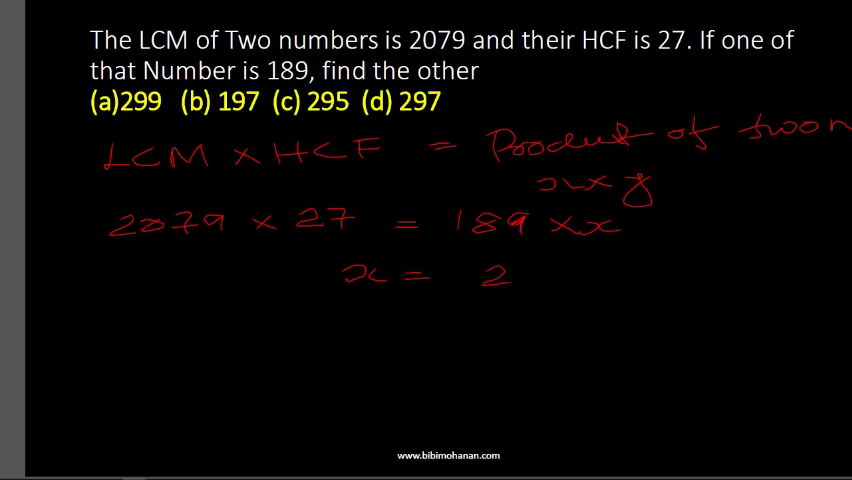 The LCM of Two numbers is 2079 and their HCF is 27. If one of
that Number is 189, find the other
(a)299 (b) 197 (c) 295 (d) 297
LCM × HCF = Product of two n
x × y
2079 × 27 = 189 × x
x = 2
www.bibimohanan.com